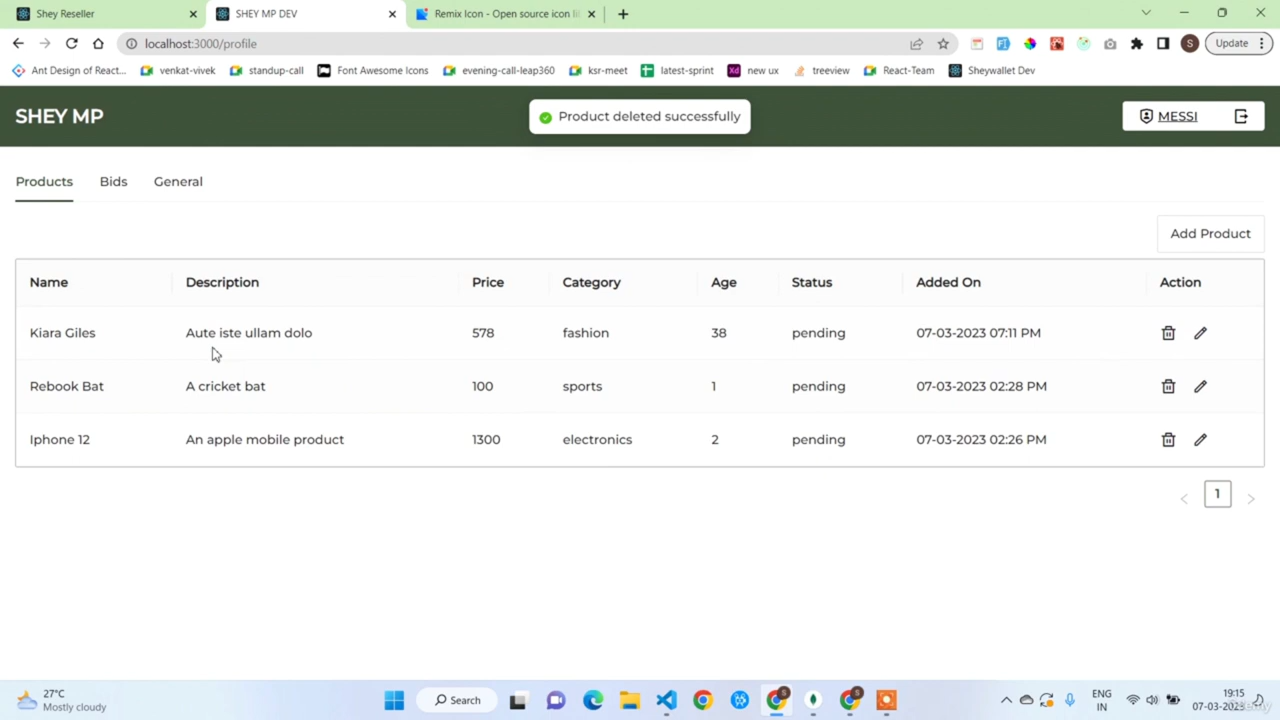 Shey Reseller
SHEY MP DEV
Remix Icon - Open source icon li
localhost:3000/profile
S
Update
Ant Design of React...
venkat-vivek
standup-call
Font Awesome Icons
evening-call-leap360
ksr-meet
latest-sprint
Xd new ux
treeview
React-Team
Sheywallet Dev
SHEY MP
Product deleted successfully
MESSI
Products Bids General
Add Product
Name Description Price Category Age Status Added On Action
Kiara Giles Aute iste ullam dolo 578 fashion 38 pending 07-03-2023 07:11 PM
Rebook Bat A cricket bat 100 sports 1 pending 07-03-2023 02:28 PM
Iphone 12 An apple mobile product 1300 electronics 2 pending 07-03-2023 02:26 PM
< 1 >
27°C
Mostly cloudy
Search
ENG
IN
19:15
07-03-2023